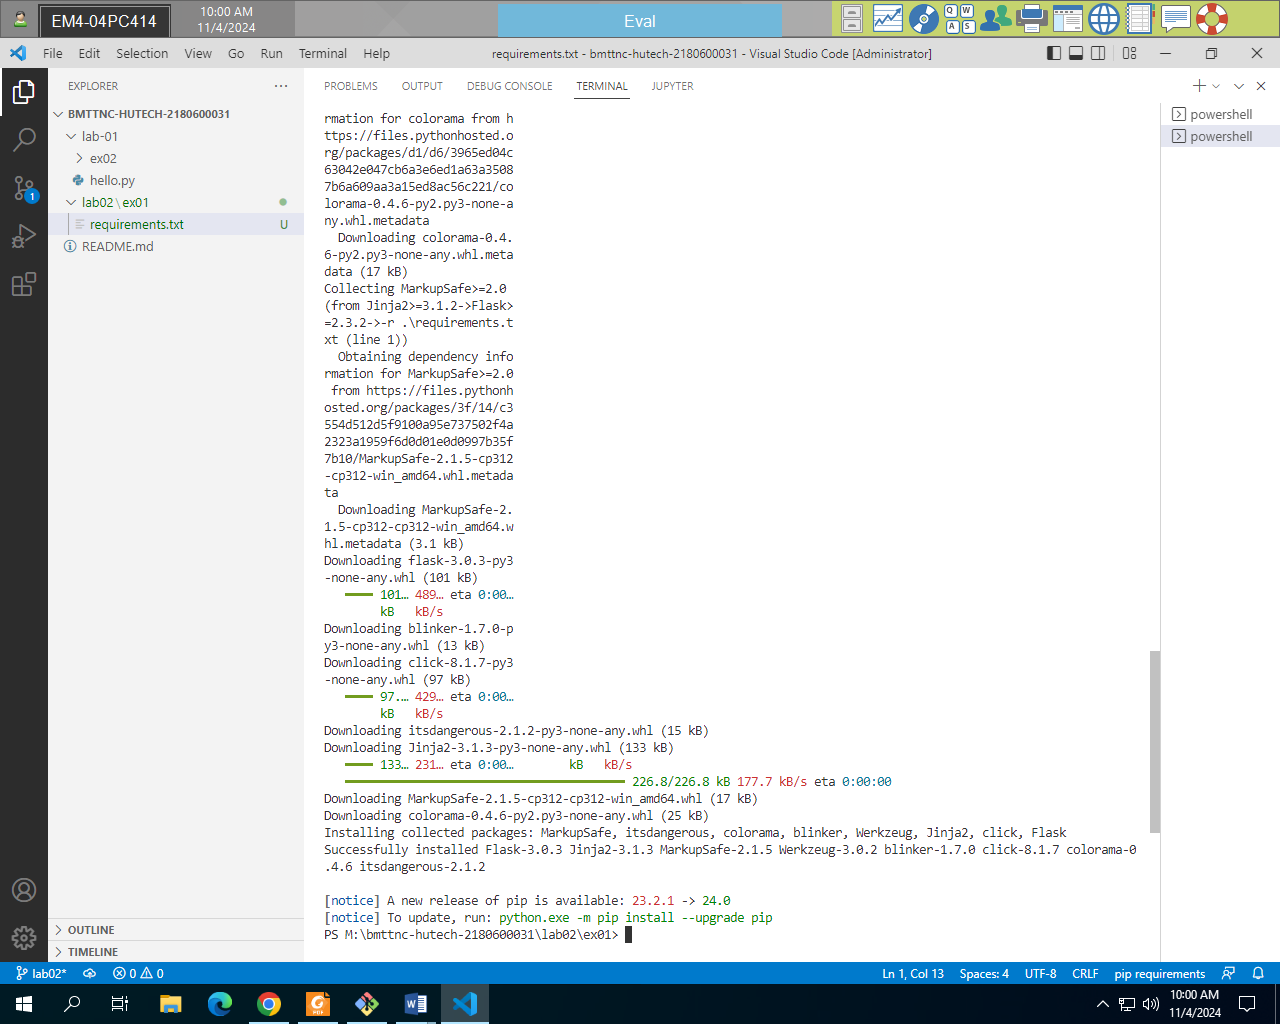 EM4-04PC414
10:00 AM
11/4/2024
Eval
Q
W
A
S
File Edit Selection View Go Run Terminal Help
requirements.txt - bmttnc-hutech-2180600031 - Visual Studio Code [Administrator]
EXPLORER
BMTTNC-HUTECH-2180600031
lab-01
ex02
hello.py
lab02\ex01
requirements.txt U
README.md
OUTLINE
TIMELINE
PROBLEMS OUTPUT DEBUG CONSOLE TERMINAL JUPYTER
powershell
powershell
rmation for colorama from h
ttps://files.pythonhosted.o
rg/packages/d1/d6/3965ed04c
63042e047cb6a3e6ed1a63a3508
7b6a609aa3a15ed8ac56c221/co
lorama-0.4.6-py2.py3-none-a
ny.whl.metadata
Downloading colorama-0.4.
6-py2.py3-none-any.whl.meta
data (17 kB)
Collecting MarkupSafe>=2.0
(from Jinja2>=3.1.2->Flask>
=2.3.2->-r .\requirements.t
xt (line 1))
Obtaining dependency info
rmation for MarkupSafe>=2.0
from https://files.pythonh
osted.org/packages/3f/14/c3
554d512d5f9100a95e737502f4a
2323a1959f6d0d01e0d0997b35f
7b10/MarkupSafe-2.1.5-cp312
-cp312-win_amd64.whl.metada
ta
Downloading MarkupSafe-2.
1.5-cp312-cp312-win_amd64.w
hl.metadata (3.1 kB)
Downloading flask-3.0.3-py3
-none-any.whl (101 kB)
101… 489… eta 0:00…
kB kB/s
Downloading blinker-1.7.0-p
y3-none-any.whl (13 kB)
Downloading click-8.1.7-py3
-none-any.whl (97 kB)
97.… 429… eta 0:00…
kB kB/s
Downloading itsdangerous-2.1.2-py3-none-any.whl (15 kB)
Downloading Jinja2-3.1.3-py3-none-any.whl (133 kB)
133… 231… eta 0:00… kB kB/s
226.8/226.8 kB 177.7 kB/s eta 0:00:00
Downloading MarkupSafe-2.1.5-cp312-cp312-win_amd64.whl (17 kB)
Downloading colorama-0.4.6-py2.py3-none-any.whl (25 kB)
Installing collected packages: MarkupSafe, itsdangerous, colorama, blinker, Werkzeug, Jinja2, click, Flask
Successfully installed Flask-3.0.3 Jinja2-3.1.3 MarkupSafe-2.1.5 Werkzeug-3.0.2 blinker-1.7.0 click-8.1.7 colorama-0
.4.6 itsdangerous-2.1.2
[notice] A new release of pip is available: 23.2.1 -> 24.0
[notice] To update, run: python.exe -m pip install --upgrade pip
PS M:\bmttnc-hutech-2180600031\lab02\ex01>
1
lab02* 0 0 Ln 1, Col 13 Spaces: 4 UTF-8 CRLF pip requirements
10:00 AM
11/4/2024